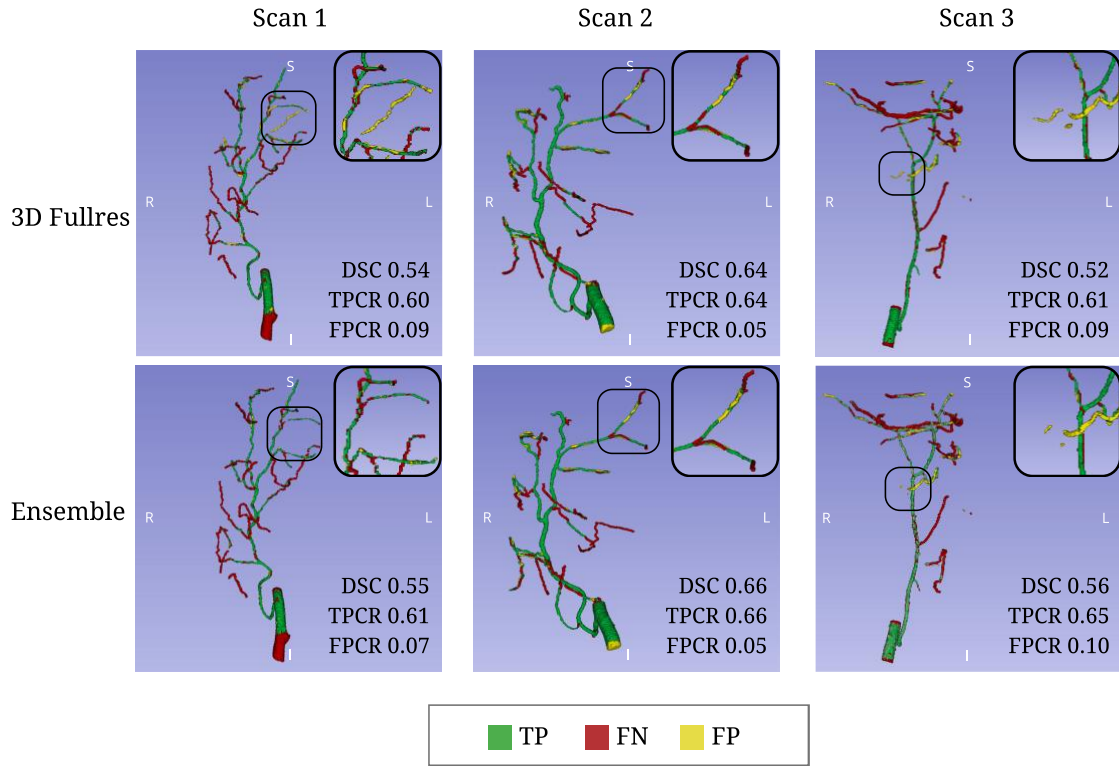 Scan 1
Scan 2
Scan 3
3D Fullres
S
R
L
I
DSC 0.54
TPCR 0.60
FPCR 0.09
S
R
L
I
DSC 0.64
TPCR 0.64
FPCR 0.05
S
R
L
I
DSC 0.52
TPCR 0.61
FPCR 0.09
Ensemble
S
R
L
I
DSC 0.55
TPCR 0.61
FPCR 0.07
S
R
L
I
DSC 0.66
TPCR 0.66
FPCR 0.05
S
R
L
I
DSC 0.56
TPCR 0.65
FPCR 0.10
TP FN FP